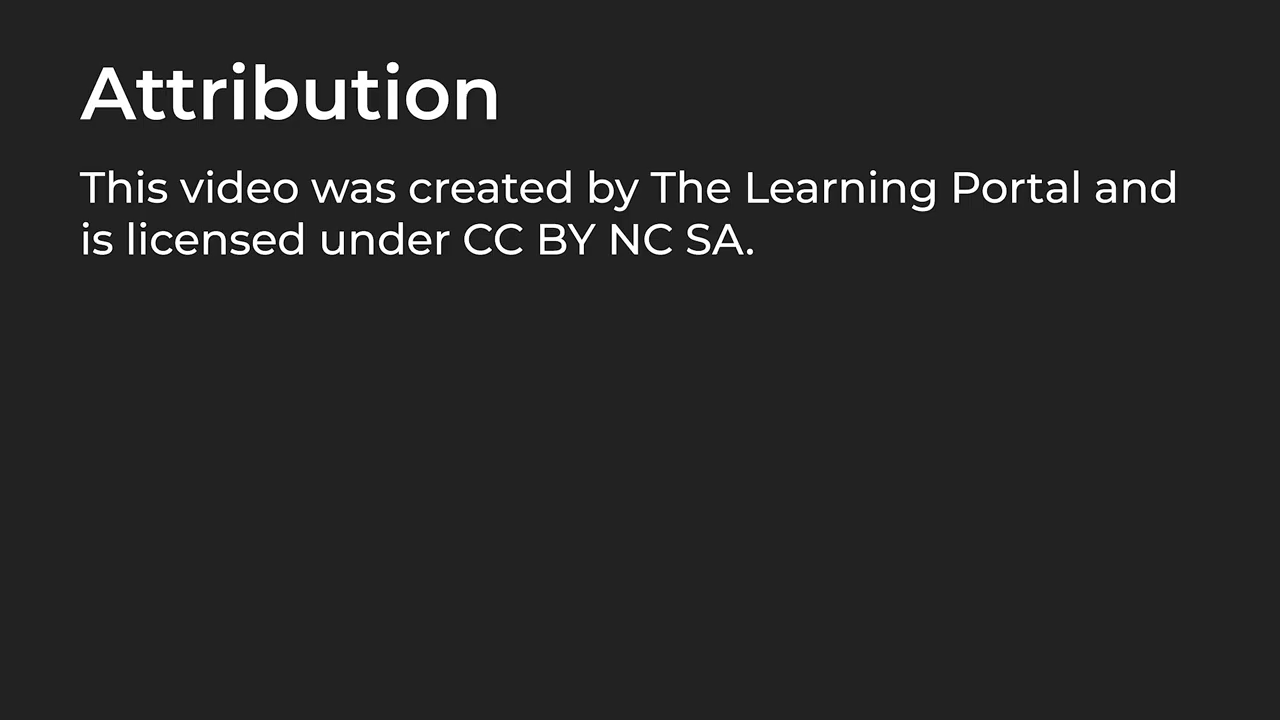 Attribution
This video was created by The Learning Portal and
is licensed under CC BY NC SA.